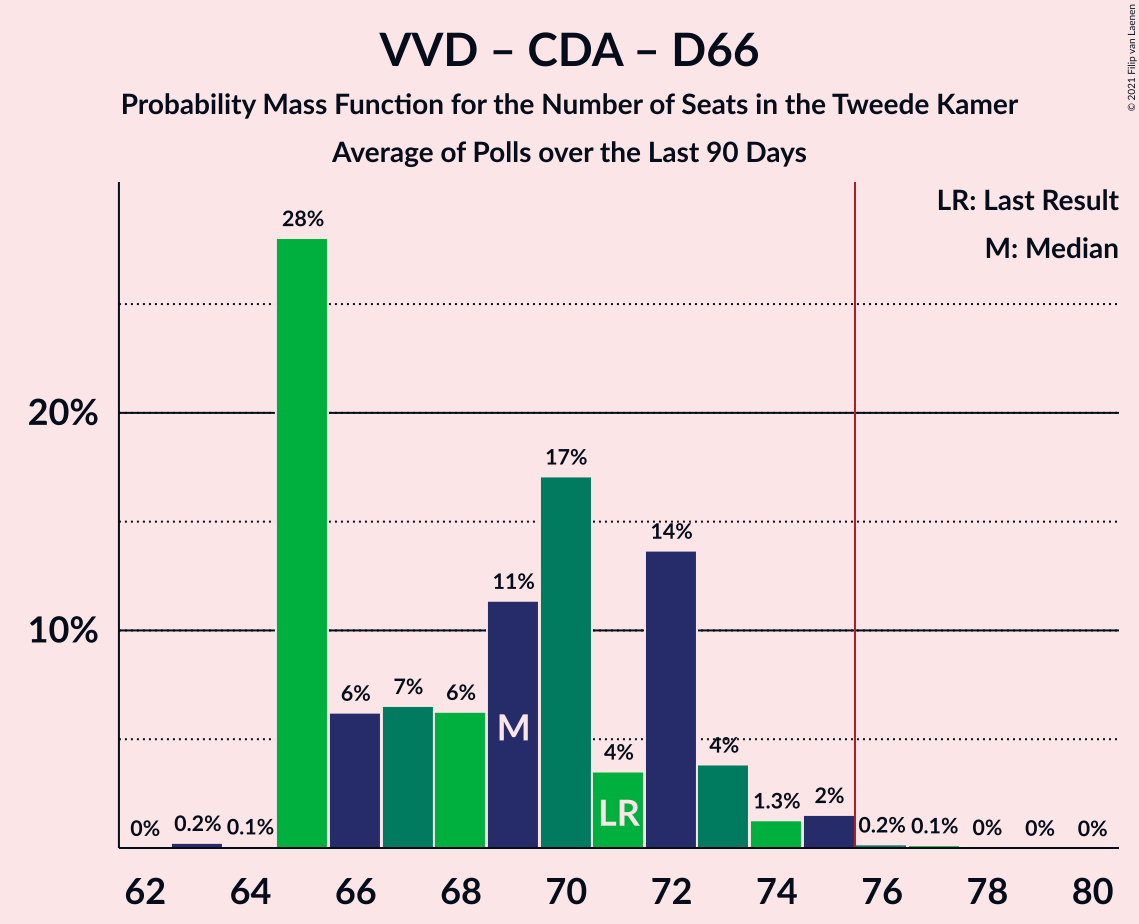 VVD – CDA – D66
Probability Mass Function for the Number of Seats in the Tweede Kamer
Average of Polls over the Last 90 Days
© 2021 Filip van Laenen
LR: Last Result
M: Median
20%
10%
0%
0.2%
0.1%
28%
6%
7%
6%
11%
17%
4%
14%
4%
1.3%
2%
0.2%
0.1%
0%
0%
0%
M
LR
62 64 66 68 70 72 74 76 78 80